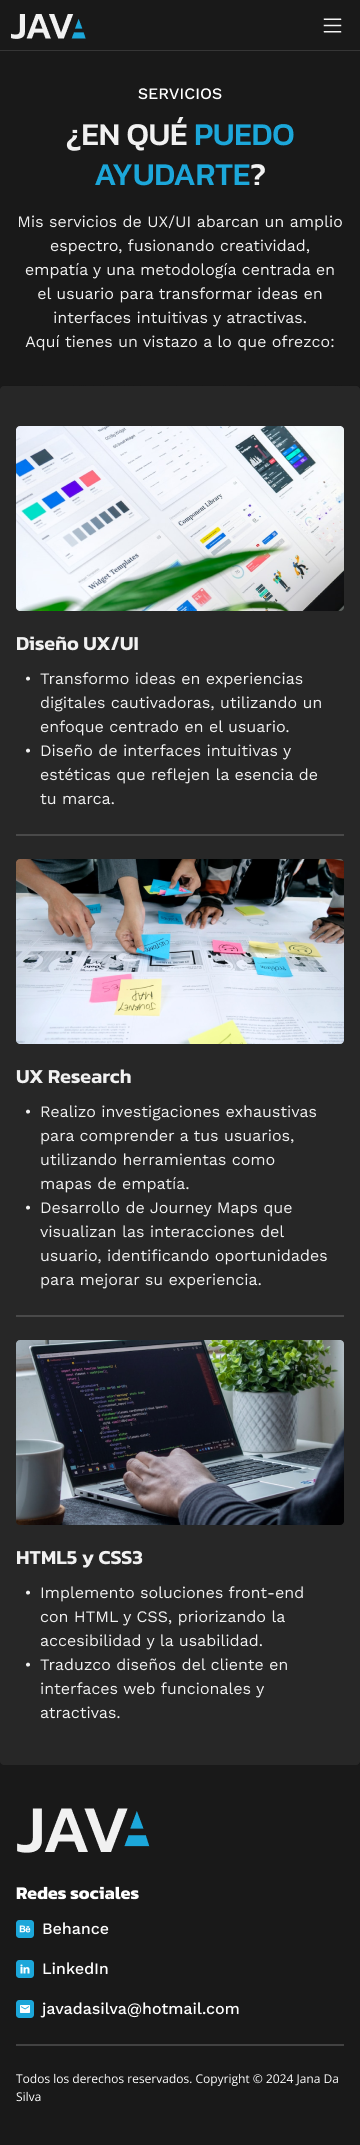 JAVA
SERVICIOS
¿EN QUÉ PUEDO
AYUDARTE?
Mis servicios de UX/UI abarcan un amplio
espectro, fusionando creatividad,
empatía y una metodología centrada en
el usuario para transformar ideas en
interfaces intuitivas y atractivas.
Aquí tienes un vistazo a lo que ofrezco:
Component Library
Widget Templates
Diseño UX/UI
• Transformo ideas en experiencias
digitales cautivadoras, utilizando un
enfoque centrado en el usuario.
• Diseño de interfaces intuitivas y
estéticas que reflejen la esencia de
tu marca.
JOURNEY
MAP
UX Research
• Realizo investigaciones exhaustivas
para comprender a tus usuarios,
utilizando herramientas como
mapas de empatía.
• Desarrollo de Journey Maps que
visualizan las interacciones del
usuario, identificando oportunidades
para mejorar su experiencia.
HTML5 y CSS3
• Implemento soluciones front-end
con HTML y CSS, priorizando la
accesibilidad y la usabilidad.
• Traduzco diseños del cliente en
interfaces web funcionales y
atractivas.
JAVA
Redes sociales
Bē Behance
in LinkedIn
javadasilva@hotmail.com
Todos los derechos reservados. Copyright © 2024 Jana Da
Silva